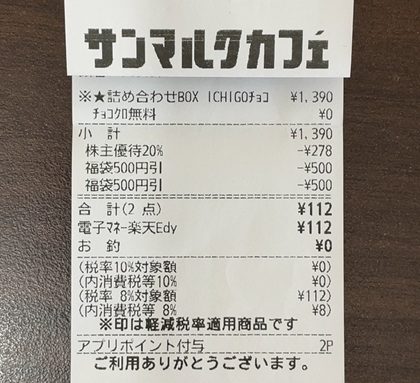 サンマルクカフェ
※★詰め合わせBOX ICHIGOチョコ ¥1,390
チョコクロ無料 ¥0
小 計 ¥1,390
株主優待20% -¥278
福袋500円引 -¥500
福袋500円引 -¥500
合 計(2 点) ¥112
電子マネー楽天Edy ¥112
お 釣 ¥0
(税率10%対象額 ¥0)
(内消費税等10% ¥0)
(税率 8%対象額 ¥112)
(内消費税等 8% ¥8)
※印は軽減税率適用商品です
アプリポイント付与 2P
ご利用ありがとうございます。